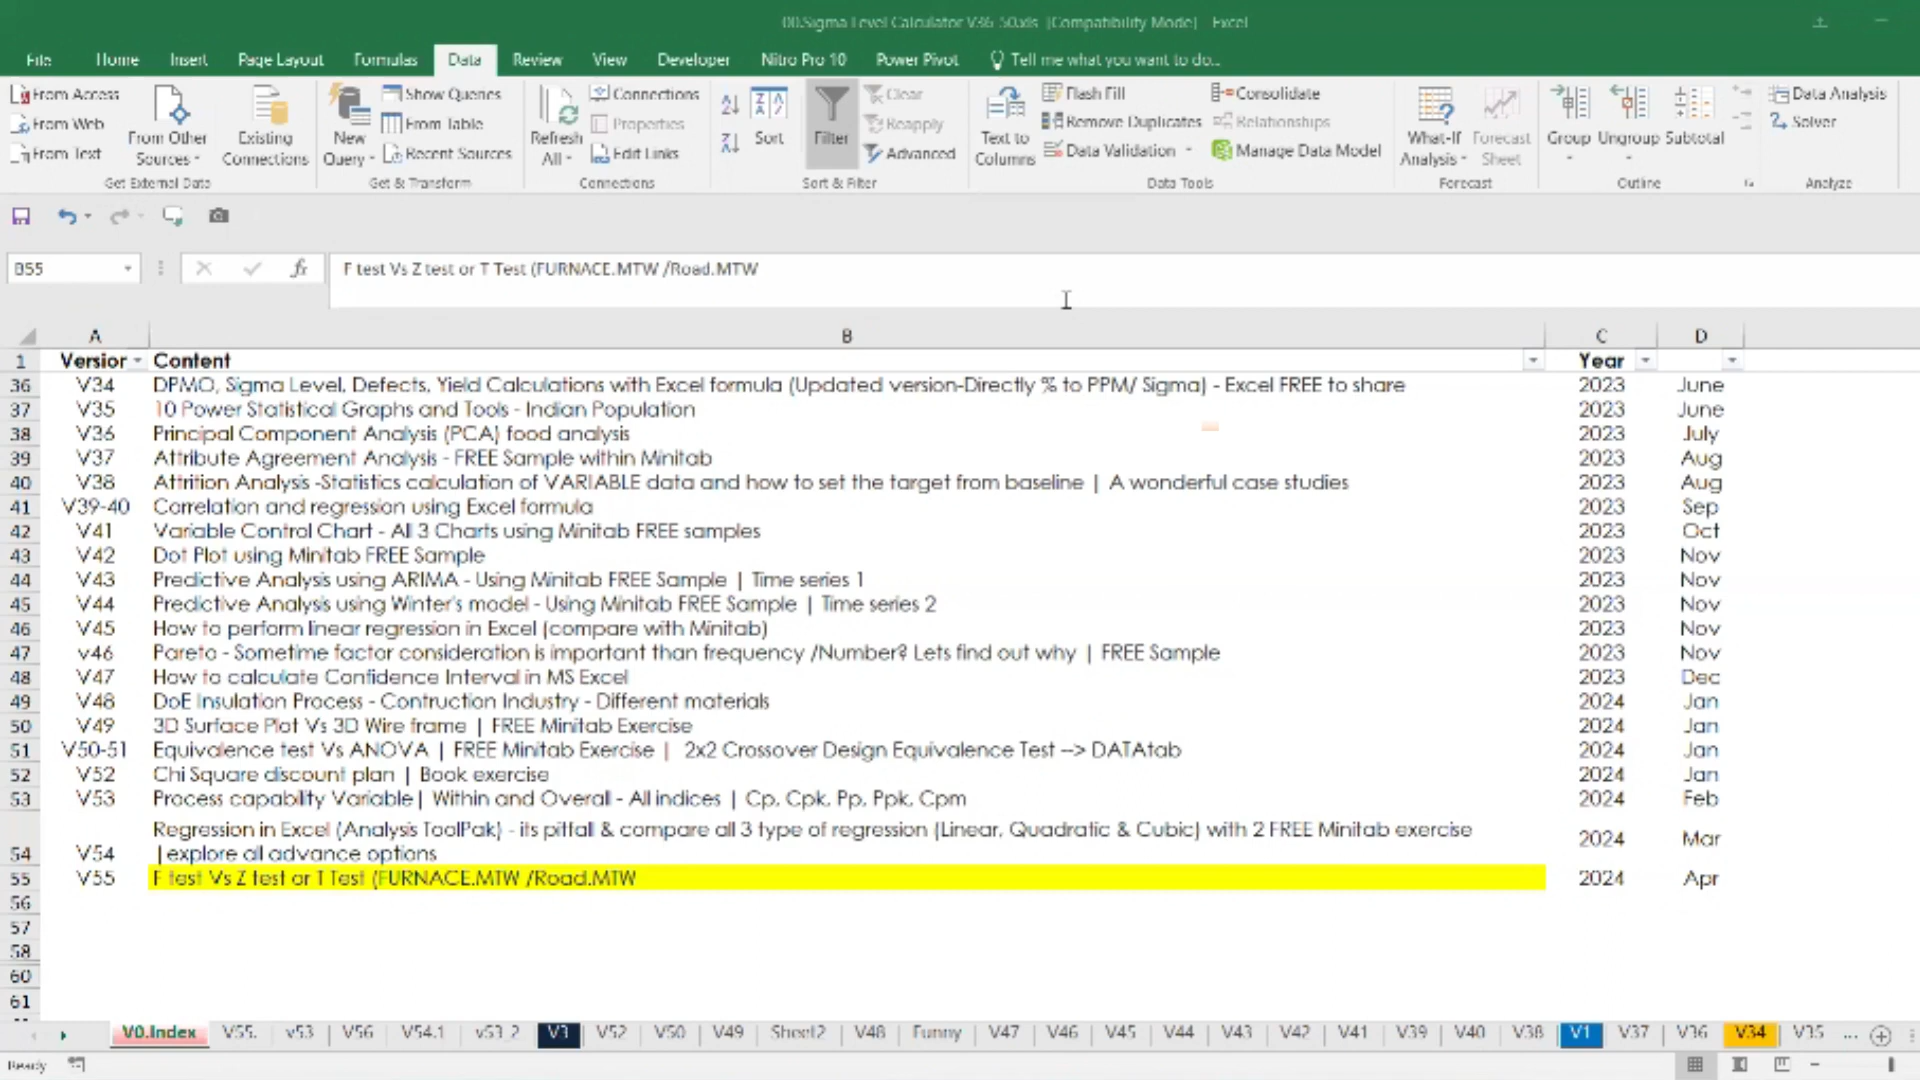 00.Sigma Level Calculator V36-50.xls [Compatibility Mode] - Excel
File Home Insert Page Layout Formulas Data Review View Developer Nitro Pro 10 Power Pivot Tell me what you want to do...
From Access
From Web
From Text
From Other Sources
Existing Connections
Get External Data
New Query
Show Queries
From Table
Recent Sources
Get & Transform
Refresh All
Connections
Properties
Edit Links
Connections
Sort
Filter
Clear
Reapply
Advanced
Sort & Filter
Text to Columns
Flash Fill
Remove Duplicates
Data Validation
Consolidate
Relationships
Manage Data Model
Data Tools
What-If Analysis
Forecast Sheet
Forecast
Group
Ungroup
Subtotal
Outline
Data Analysis
Solver
Analyze
B55 fx F test Vs Z test or T Test (FURNACE.MTW /Road.MTW
A B C D
1 Version Content Year
36 V34 DPMO, Sigma Level, Defects, Yield Calculations with Excel formula (Updated version-Directly % to PPM/ Sigma) - Excel FREE to share 2023 June
37 V35 10 Power Statistical Graphs and Tools - Indian Population 2023 June
38 V36 Principal Component Analysis (PCA) food analysis 2023 July
39 V37 Attribute Agreement Analysis - FREE Sample within Minitab 2023 Aug
40 V38 Attrition Analysis -Statistics calculation of VARIABLE data and how to set the target from baseline | A wonderful case studies 2023 Aug
41 V39-40 Correlation and regression using Excel formula 2023 Sep
42 V41 Variable Control Chart - All 3 Charts using Minitab FREE samples 2023 Oct
43 V42 Dot Plot using Minitab FREE Sample 2023 Nov
44 V43 Predictive Analysis using ARIMA - Using Minitab FREE Sample | Time series 1 2023 Nov
45 V44 Predictive Analysis using Winter's model - Using Minitab FREE Sample | Time series 2 2023 Nov
46 V45 How to perform linear regression in Excel (compare with Minitab) 2023 Nov
47 v46 Pareto - Sometime factor consideration is important than frequency /Number? Lets find out why | FREE Sample 2023 Nov
48 V47 How to calculate Confidence Interval in MS Excel 2023 Dec
49 V48 DoE Insulation Process - Contruction Industry - Different materials 2024 Jan
50 V49 3D Surface Plot Vs 3D Wire frame | FREE Minitab Exercise 2024 Jan
51 V50-51 Equivalence test Vs ANOVA | FREE Minitab Exercise | 2x2 Crossover Design Equivalence Test --> DATAtab 2024 Jan
52 V52 Chi Square discount plan | Book exercise 2024 Jan
53 V53 Process capability Variable| Within and Overall - All indices | Cp, Cpk, Pp, Ppk, Cpm 2024 Feb
Regression in Excel (Analysis ToolPak) - its pitfall & compare all 3 type of regression (Linear, Quadratic & Cubic) with 2 FREE Minitab exercise 2024 Mar
54 V54 |explore all advance options
55 V55 F test Vs Z test or T Test (FURNACE.MTW /Road.MTW 2024 Apr
56
57
58
60
61
V0.Index V55. v53 V56 V54.1 v53_2 V3 V52 V50 V49 Sheet2 V48 Funny V47 V46 V45 V44 V43 V42 V41 V39 V40 V38 V1 V37 V36 V34 V35 ...
Ready